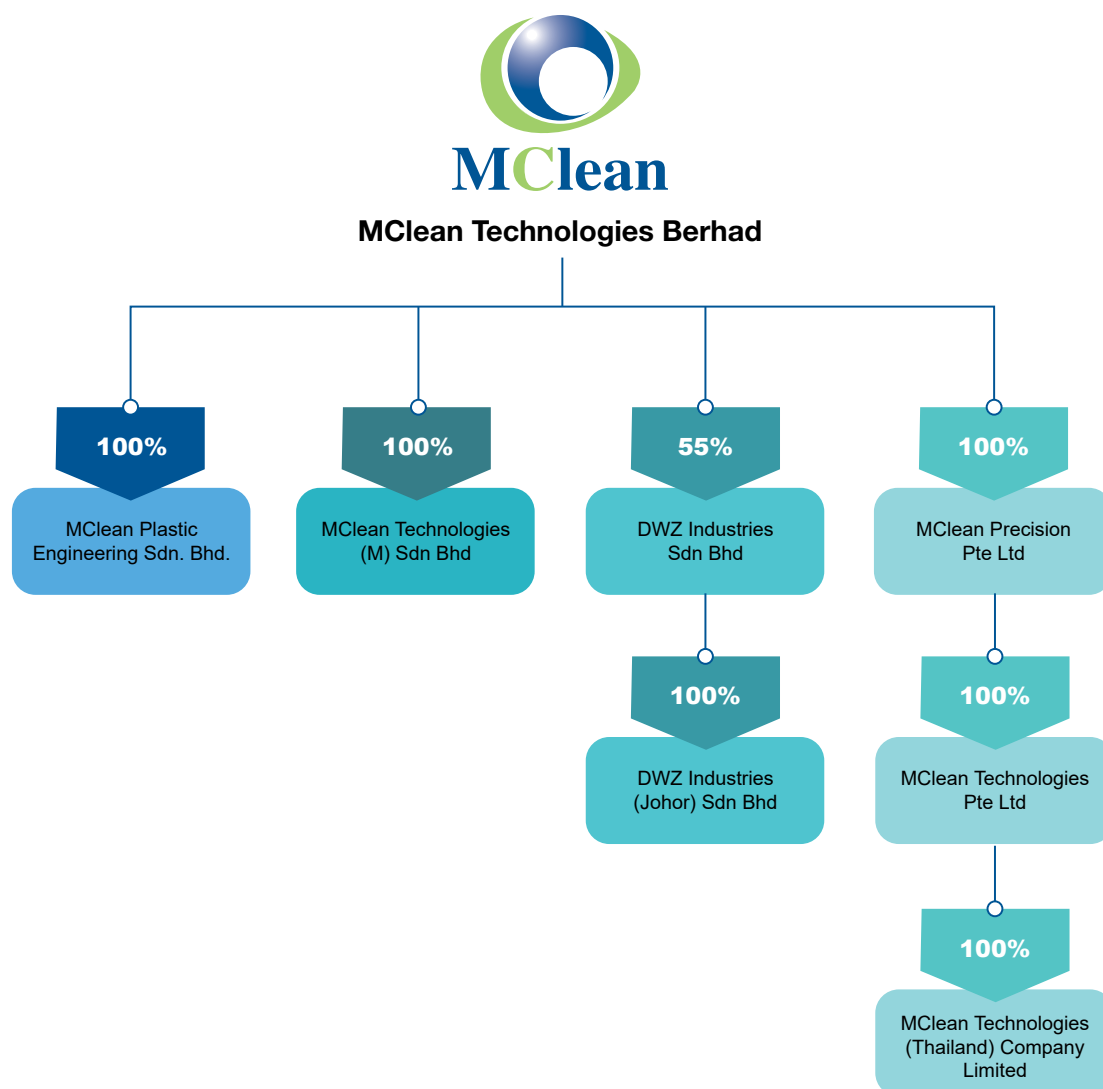 MClean
MClean Technologies Berhad
100%
100%
55%
100%
MClean Plastic
Engineering Sdn. Bhd.
MClean Technologies
(M) Sdn Bhd
DWZ Industries
Sdn Bhd
MClean Precision
Pte Ltd
100%
100%
DWZ Industries
(Johor) Sdn Bhd
MClean Technologies
Pte Ltd
100%
MClean Technologies
(Thailand) Company
Limited